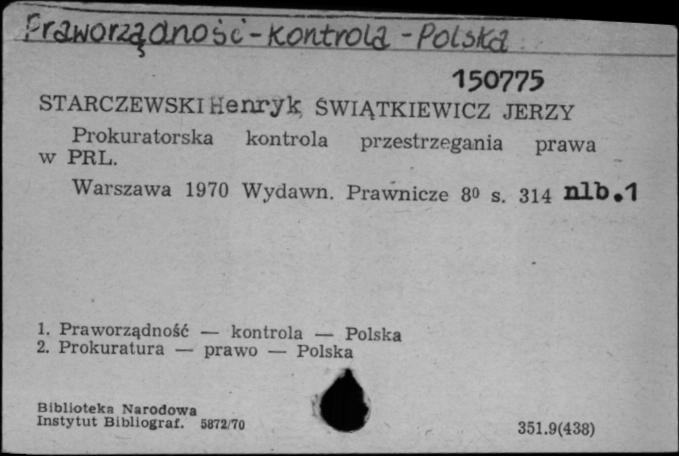 Praworządność - kontrola - Polska
150775
STARCZEWSKI Henryk, ŚWIĄTKIEWICZ JERZY
Prokuratorska kontrola przestrzegania prawa
w PRL.
Warszawa 1970 Wydawn. Prawnicze 8⁰ s. 314 nlb.1
1. Praworządność — kontrola — Polska
2. Prokuratura — prawo — Polska
Biblioteka Narodowa
Instytut Bibliograf. 5872/70
351.9(438)